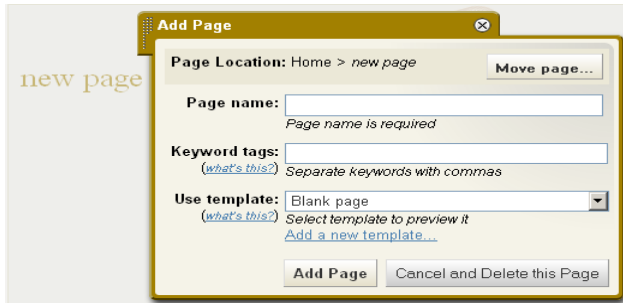 Add Page
new page
Page Location: Home > new page
Move page...
Page name:
Page name is required
Keyword tags:
(what's this?) Separate keywords with commas
Use template: Blank page
(what's this?) Select template to preview it
Add a new template...
Add Page Cancel and Delete this Page